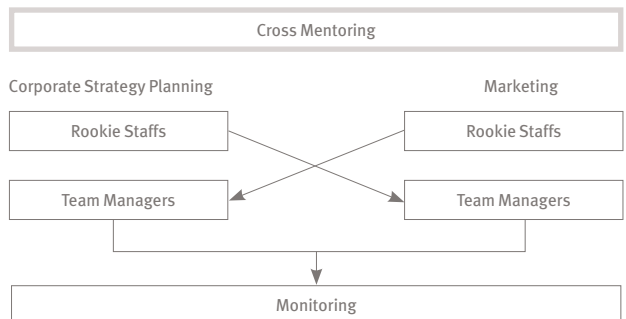 Cross Mentoring
Corporate Strategy Planning
Marketing
Rookie Staffs
Rookie Staffs
Team Managers
Team Managers
Monitoring